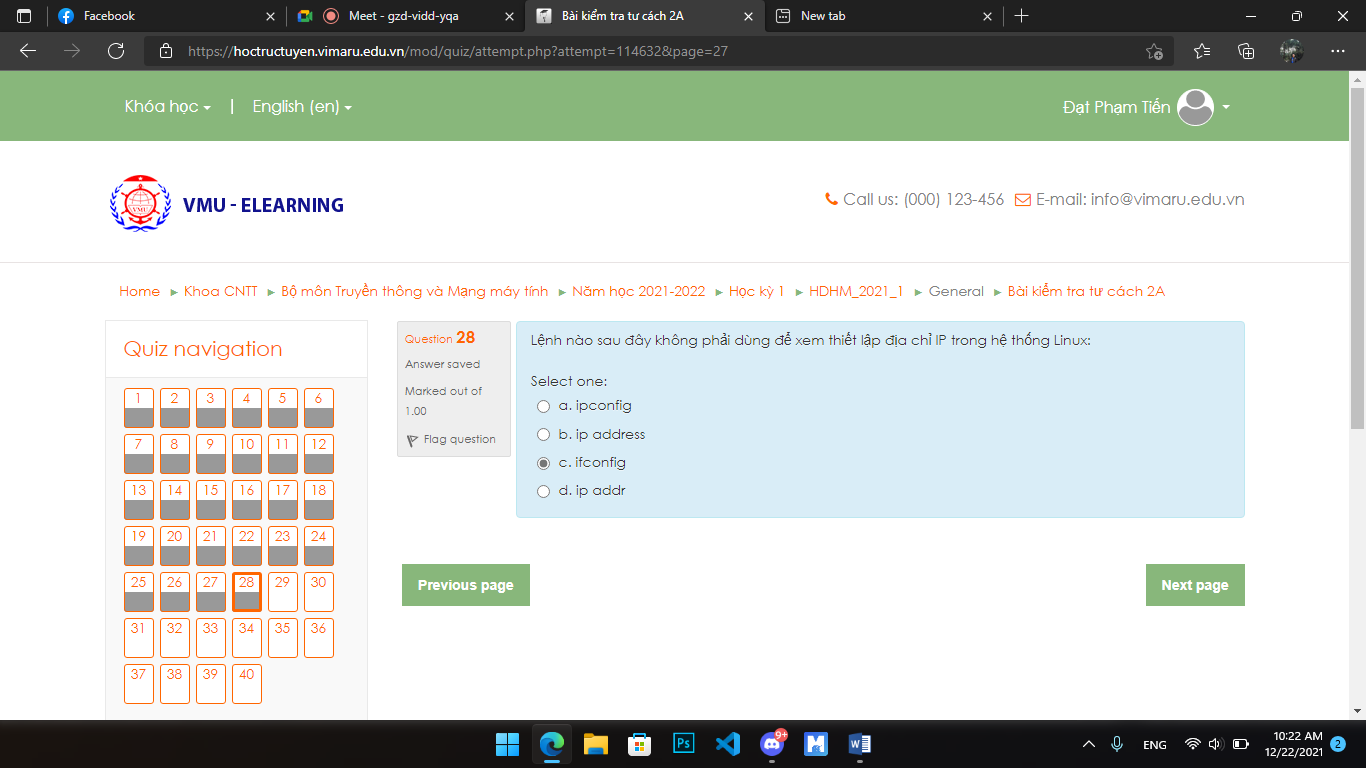 Facebook
Meet - gzd-vidd-yqa
Bài kiểm tra tư cách 2A
New tab
https://hoctructuyen.vimaru.edu.vn/mod/quiz/attempt.php?attempt=114632&page=27
Khóa học | English (en)
Đạt Phạm Tiến
VMU - ELEARNING
Call us: (000) 123-456 E-mail: info@vimaru.edu.vn
Home ► Khoa CNTT ► Bộ môn Truyền thông và Mạng máy tính ► Năm học 2021-2022 ► Học kỳ 1 ► HDHM_2021_1 ► General ► Bài kiểm tra tư cách 2A
Quiz navigation
1 2 3 4 5 6
7 8 9 10 11 12
13 14 15 16 17 18
19 20 21 22 23 24
25 26 27 28 29 30
31 32 33 34 35 36
37 38 39 40
Question 28
Answer saved
Marked out of
1.00
Flag question
Lệnh nào sau đây không phải dùng để xem thiết lập địa chỉ IP trong hệ thống Linux:
Select one:
a. ipconfig
b. ip address
c. ifconfig
d. ip addr
Previous page
Next page
Ps
9+
ENG
10:22 AM
12/22/2021
2